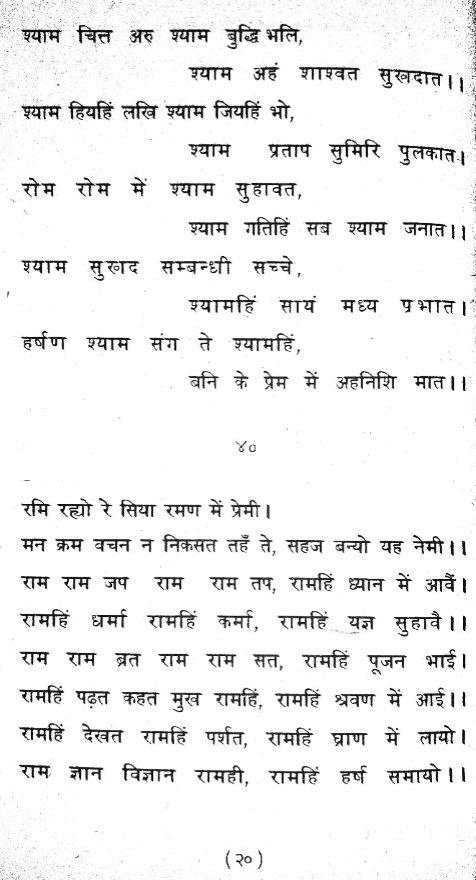 श्याम चित्त अरु श्याम बुद्धि भलि,
श्याम अहं शाश्वत सुखदात।।
श्याम हियहिं लखि श्याम जियहिं भो,
श्याम प्रताप सुमिरि पुलकात।
रोम रोम में श्याम सुहावत,
श्याम गतिहिं सब श्याम जनात।।
श्याम सुखद सम्बन्धी सच्चे,
श्यामहिं सायं मध्य प्रभात।
हर्षण श्याम संग ते श्यामहिं,
बनि के प्रेम में अहनिशि मात।।
४०
रमि रह्यो रे सिया रमण में प्रेमी।
मन क्रम वचन न निकसत तहँ ते, सहज बन्यो यह नेमी।।
राम राम जप राम राम तप, रामहिं ध्यान में आवैं।
रामहिं धर्मा रामहिं कर्मा, रामहिं यज्ञ सुहावै।।
राम राम व्रत राम राम सत, रामहिं पूजन भाई।
रामहिं पढ़त कहत मुख रामहिं, रामहिं श्रवण में आई।।
रामहिं देखत रामहिं पर्शत, रामहिं घ्राण में लायो।
राम ज्ञान विज्ञान रामही, रामहिं हर्ष समायो।।
(२०)